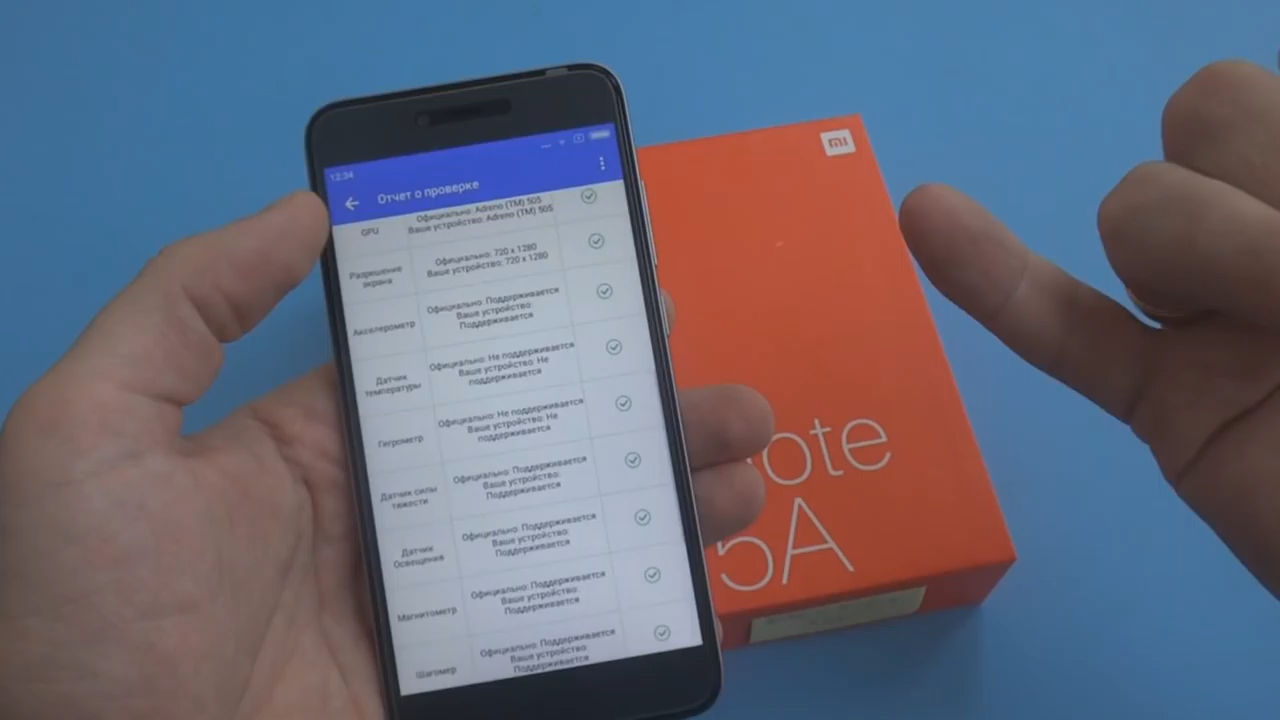 12:34
Отчет о проверке
GPU
Официально: Adreno (TM) 505
Ваше устройство: Adreno (TM) 505
Разрешение
экрана
Официально: 720 x 1280
Ваше устройство: 720 x 1280
Акселерометр
Официально: Поддерживается
Ваше устройство:
Поддерживается
Датчик
температуры
Официально: Не поддерживается
Ваше устройство: Не
поддерживается
Гигрометр
Официально: Не поддерживается
Ваше устройство: Не
поддерживается
Датчик силы
тяжести
Официально: Поддерживается
Ваше устройство:
Поддерживается
Датчик
Освещения
Официально: Поддерживается
Ваше устройство:
Поддерживается
Магнитометр
Официально: Поддерживается
Ваше устройство:
Поддерживается
Шагомер
Официально: Поддерживается
Ваше устройство:
Поддерживается
mi
ote
5A